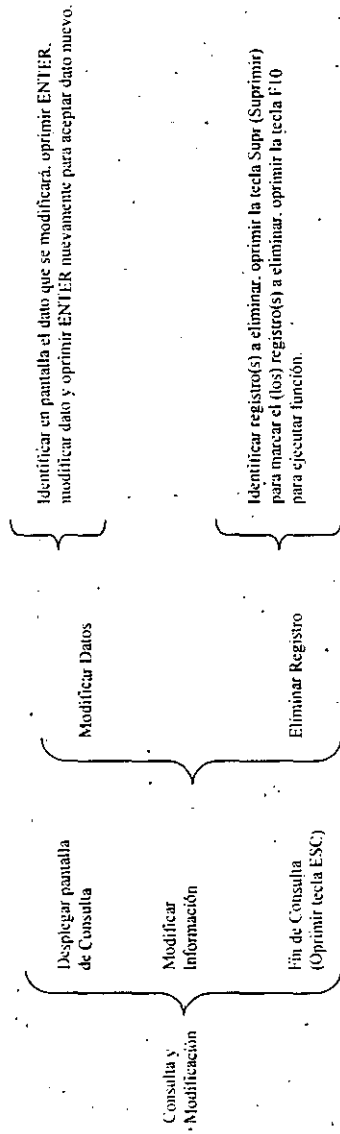 Consulta y
Modificación
Desplegar pantalla
de Consulta
Modificar
Información
Fin de Consulta
(Oprimir tecla ESC)
Modificar Datos
Eliminar Registro
Identificar en pantalla el dato que se modificará, oprimir ENTER,
modificar dato y oprimir ENTER nuevamente para aceptar dato nuevo.
Identificar registro(s) a eliminar, oprimir la tecla Supr (Suprimir)
para marcar el (los) registro(s) a eliminar, oprimir la tecla F10
para ejecutar función.